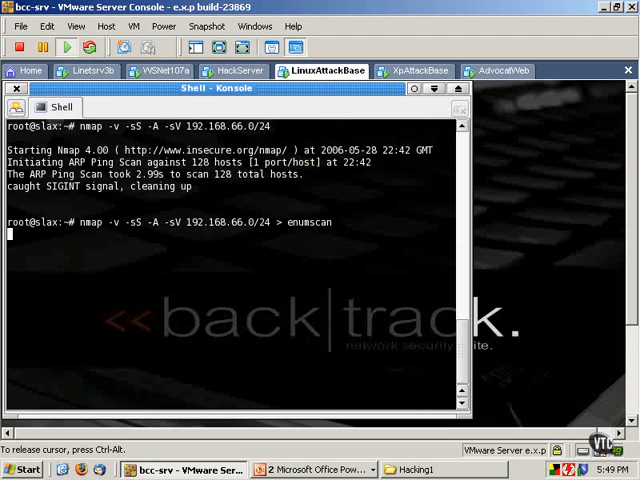 bcc-srv - VMware Server Console - e.x.p build-23869
File Edit View Host VM Power Snapshot Windows Help
Home Linetsrv3b WSNet107a HackServer LinuxAttackBase XpAttackBase AdvocatWeb
Shell - Konsole
Shell
root@slax:~# nmap -v -sS -A -sV 192.168.66.0/24
Starting Nmap 4.00 ( http://www.insecure.org/nmap/ ) at 2006-05-28 22:42 GMT
Initiating ARP Ping Scan against 128 hosts [1 port/host] at 22:42
The ARP Ping Scan took 2.99s to scan 128 total hosts.
caught SIGINT signal, cleaning up
root@slax:~# nmap -v -sS -A -sV 192.168.66.0/24 > enumscan
<<back|track.
network security suite.
To release cursor, press Ctrl-Alt.
VMware Server e.x.p
VTC
Start bcc-srv - VMware Ser... 2 Microsoft Office Pow... Hacking1 5:49 PM